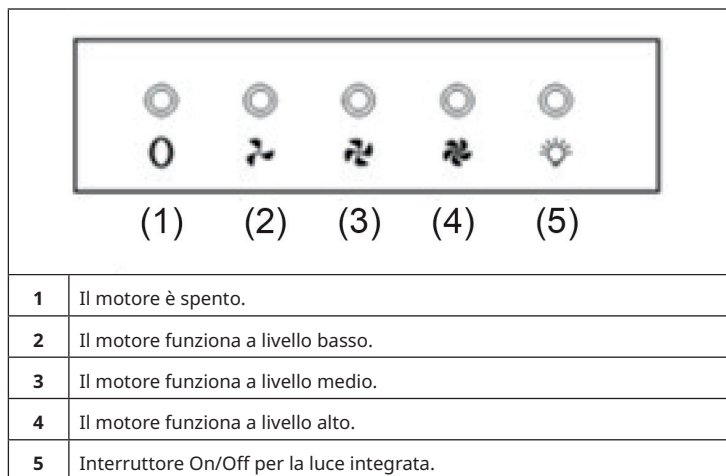 0
(1) (2) (3) (4) (5)
1 Il motore è spento.
2 Il motore funziona a livello basso.
3 Il motore funziona a livello medio.
4 Il motore funziona a livello alto.
5 Interruttore On/Off per la luce integrata.